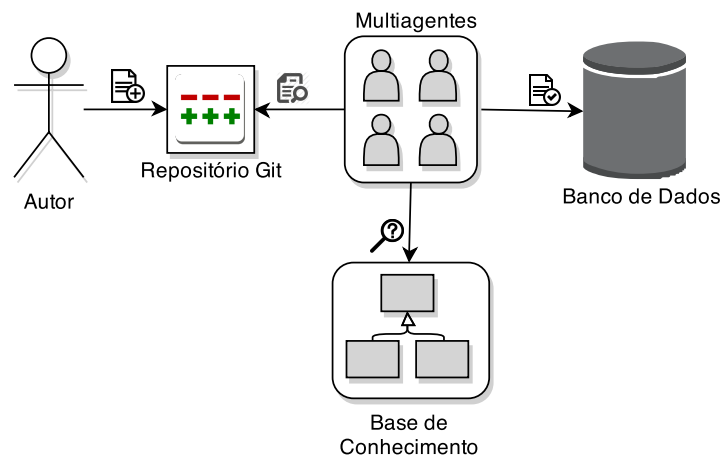 Multiagentes
Repositório Git
Autor
Banco de Dados
?
Base de
Conhecimento